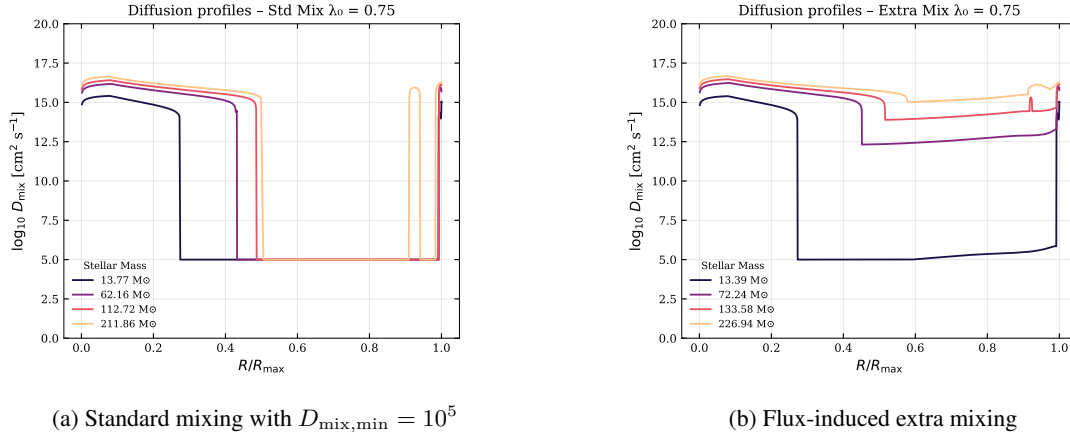 Diffusion profiles – Std Mix λ₀ = 0.75
20.0
17.5
15.0
12.5
10.0
7.5
5.0
2.5
0.0
log₁₀ D_mix [cm² s⁻¹]
Stellar Mass
13.77 M⊙
62.16 M⊙
112.72 M⊙
211.86 M⊙
0.0 0.2 0.4 0.6 0.8 1.0
R/R_max
(a) Standard mixing with D_mix,min = 10⁵
Diffusion profiles – Extra Mix λ₀ = 0.75
20.0
17.5
15.0
12.5
10.0
7.5
5.0
2.5
0.0
log₁₀ D_mix [cm² s⁻¹]
Stellar Mass
13.39 M⊙
72.24 M⊙
133.58 M⊙
226.94 M⊙
0.0 0.2 0.4 0.6 0.8 1.0
R/R_max
(b) Flux-induced extra mixing